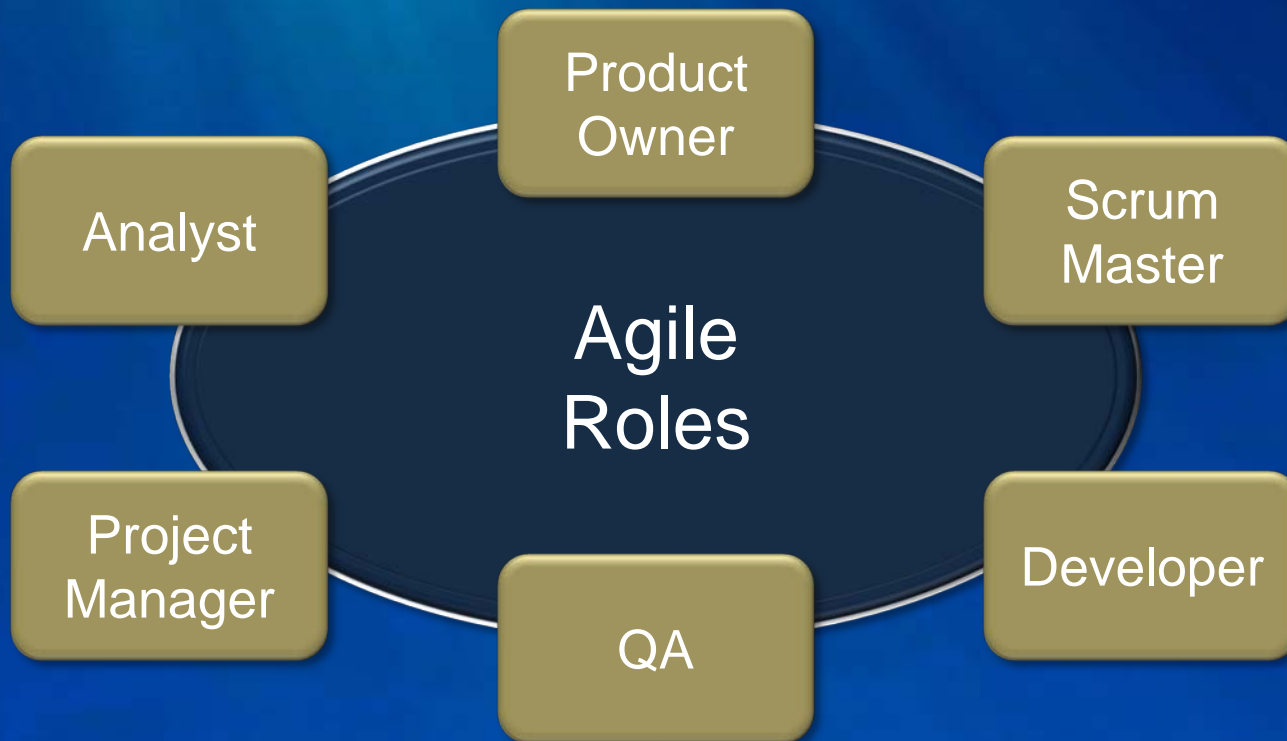 Product
Owner
Scrum
Master
Analyst
Agile
Roles
Project
Manager
Developer
QA